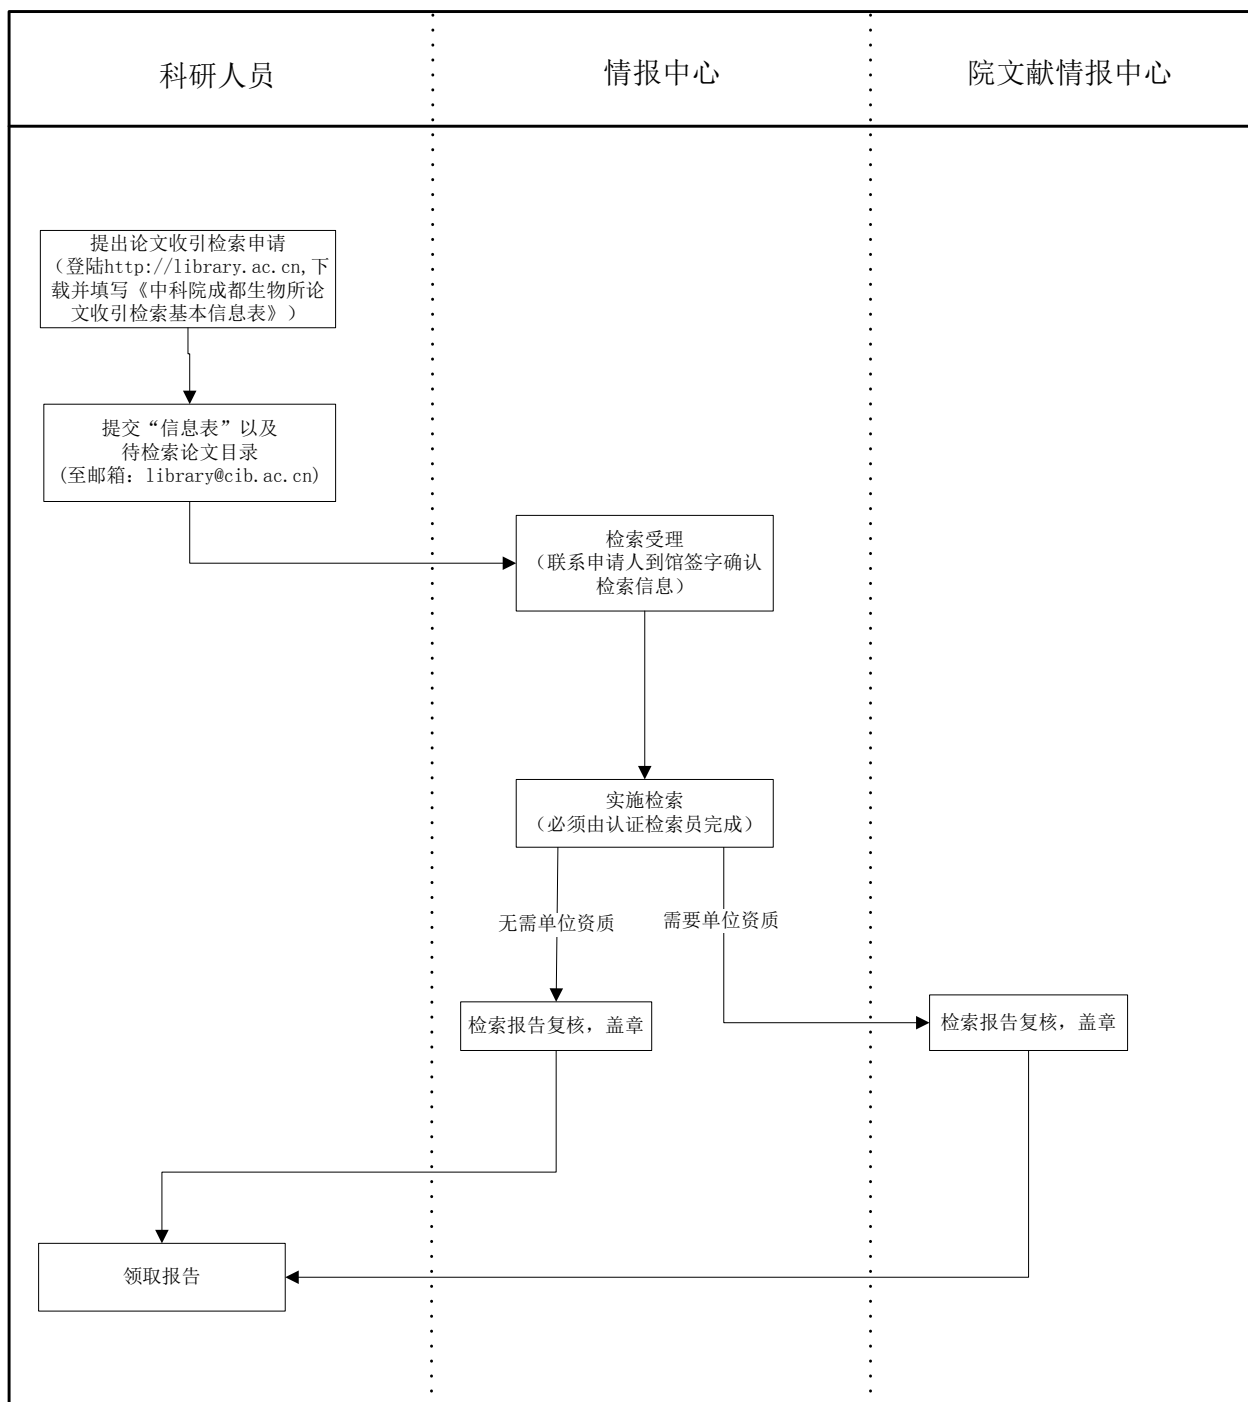 科研人员
情报中心
院文献情报中心
提出论文收引检索申请
（登陆http://library.ac.cn,下
载并填写《中科院成都生物所论
文收引检索基本信息表》）
提交“信息表”以及
待检索论文目录
(至邮箱：library@cib.ac.cn)
检索受理
（联系申请人到馆签字确认
检索信息）
实施检索
（必须由认证检索员完成）
无需单位资质
需要单位资质
检索报告复核，盖章
检索报告复核，盖章
领取报告